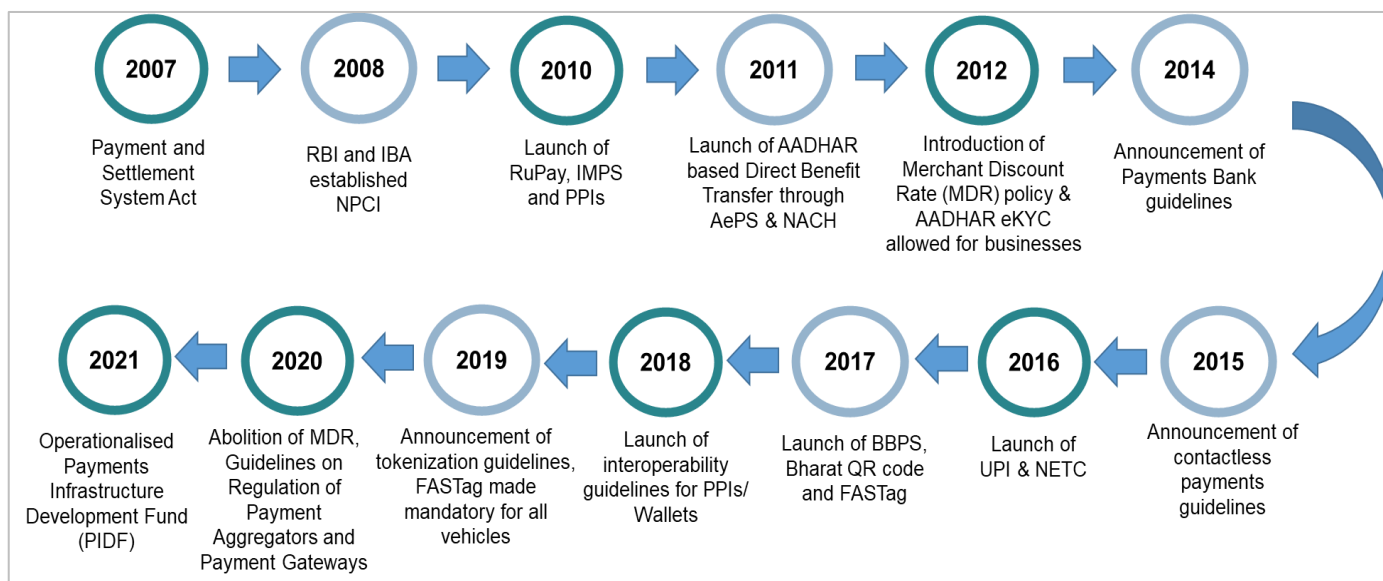 2007
Payment and
Settlement
System Act
2008
RBI and IBA
established
NPCI
2010
Launch of
RuPay, IMPS
and PPIs
2011
Launch of AADHAR
based Direct Benefit
Transfer through
AePS & NACH
2012
Introduction of
Merchant Discount
Rate (MDR) policy &
AADHAR eKYC
allowed for businesses
2014
Announcement of
Payments Bank
guidelines
2015
Announcement of
contactless
payments
guidelines
2016
Launch of
UPI & NETC
2017
Launch of BBPS,
Bharat QR code
and FASTag
2018
Launch of
interoperability
guidelines for PPIs/
Wallets
2019
Announcement of
tokenization guidelines,
FASTag made
mandatory for all
vehicles
2020
Abolition of MDR,
Guidelines on
Regulation of
Payment
Aggregators and
Payment Gateways
2021
Operationalised
Payments
Infrastructure
Development Fund
(PIDF)